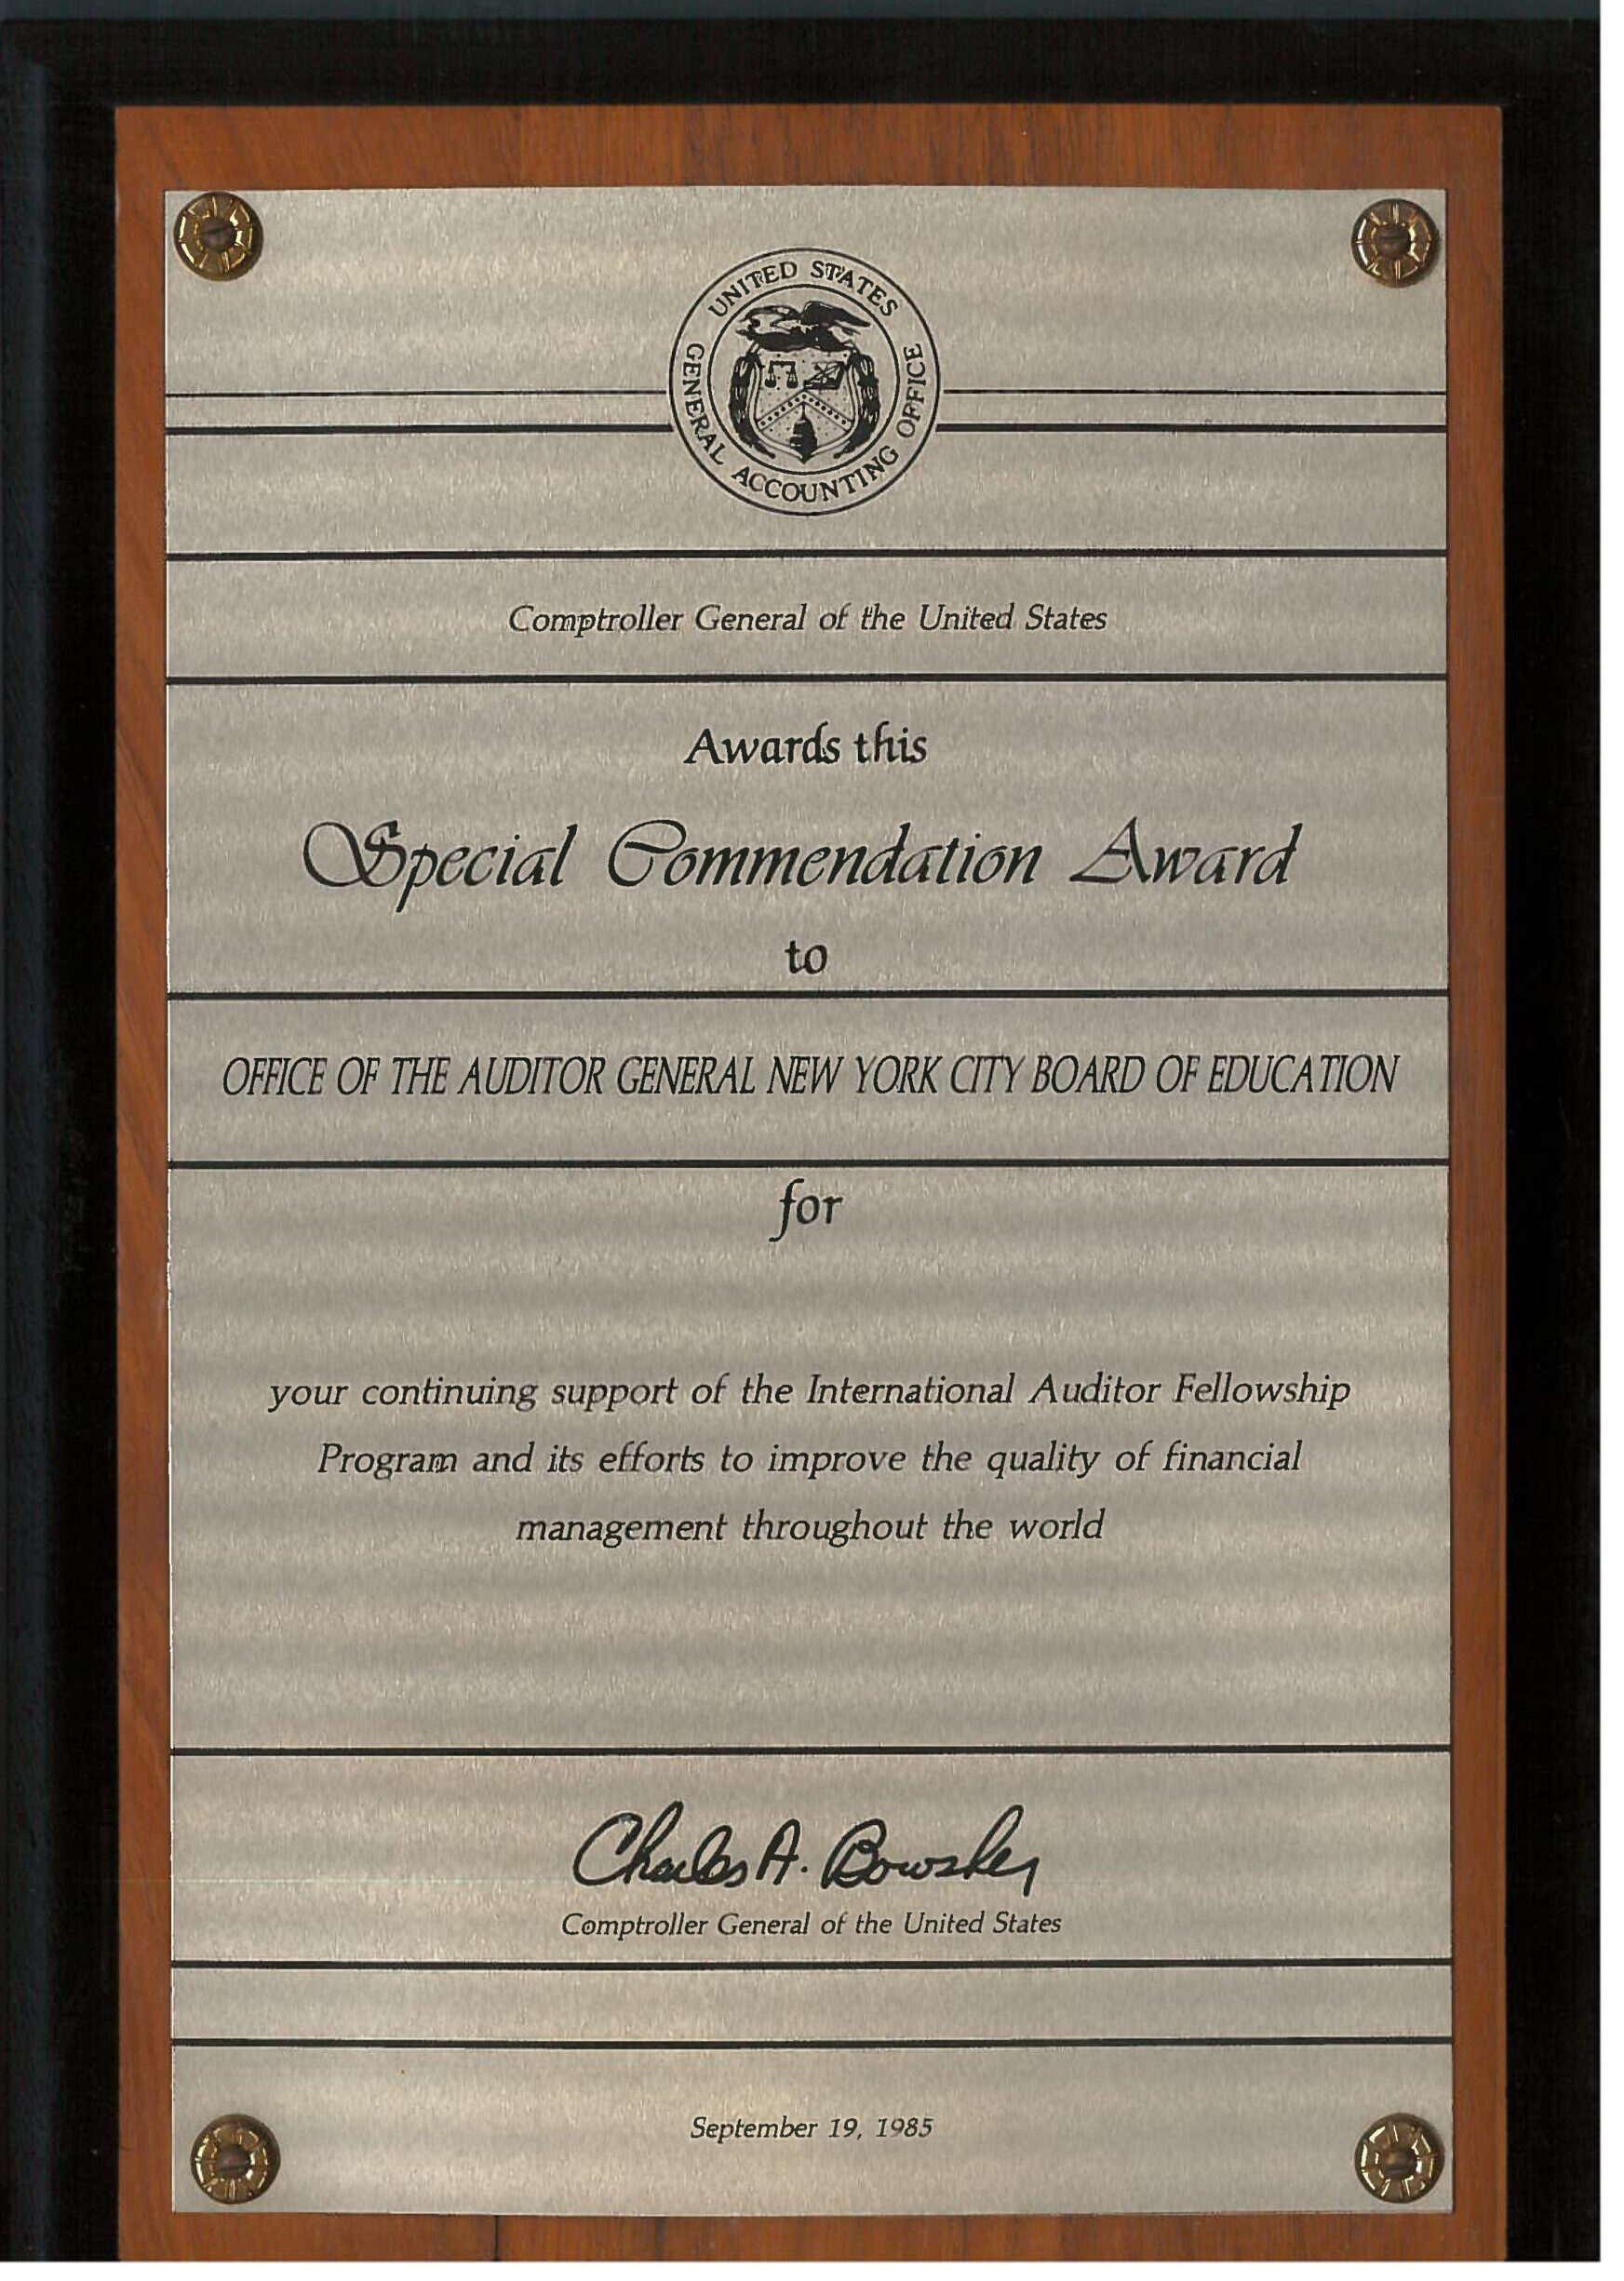 UNITED STATES
GENERAL ACCOUNTING OFFICE
Comptroller General of the United States
Awards this
Special Commendation Award
to
OFFICE OF THE AUDITOR GENERAL NEW YORK CITY BOARD OF EDUCATION
for
your continuing support of the International Auditor Fellowship
Program and its efforts to improve the quality of financial
management throughout the world
Charles A. Bowsher
Comptroller General of the United States
September 19, 1985